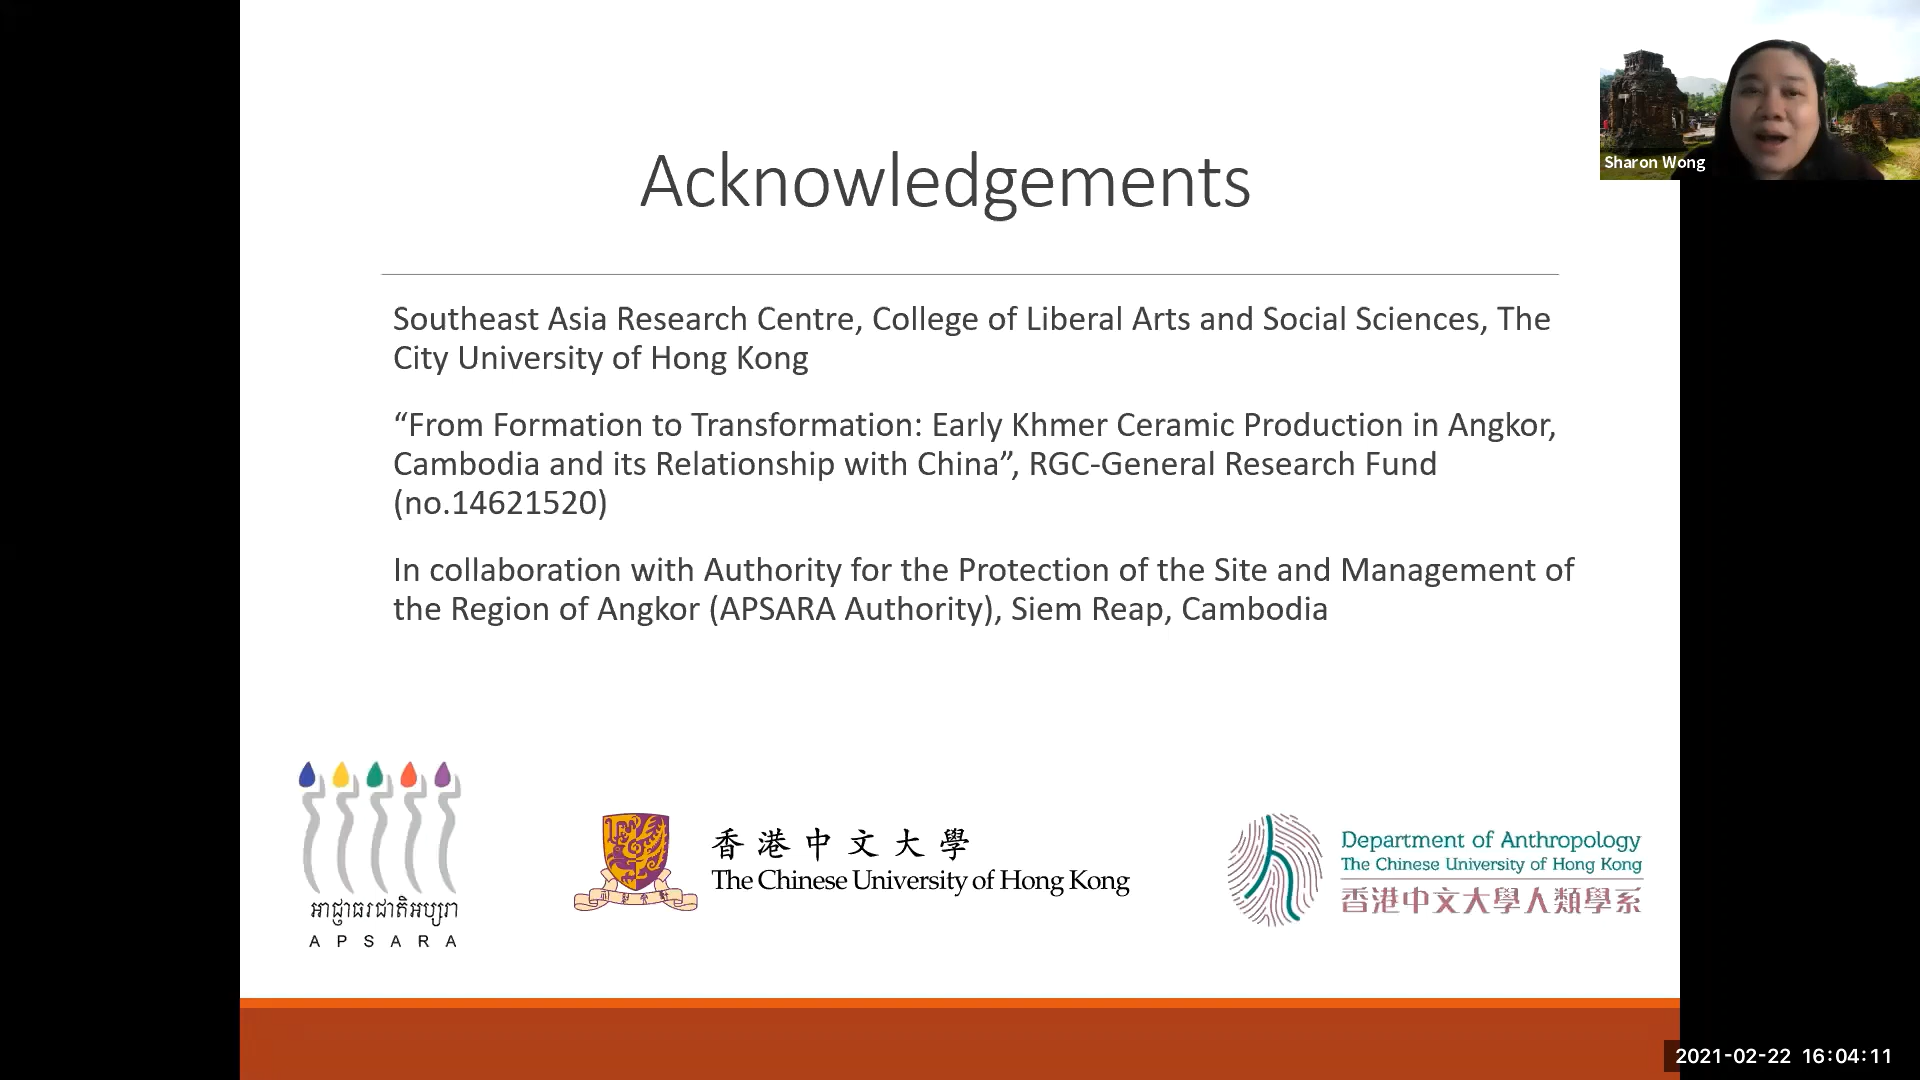 Acknowledgements
Sharon Wong
Southeast Asia Research Centre, College of Liberal Arts and Social Sciences, The
City University of Hong Kong
“From Formation to Transformation: Early Khmer Ceramic Production in Angkor,
Cambodia and its Relationship with China”, RGC-General Research Fund
(no.14621520)
In collaboration with Authority for the Protection of the Site and Management of
the Region of Angkor (APSARA Authority), Siem Reap, Cambodia
អាជ្ញាធរជាតិអប្សរា
APSARA
香港中文大學
The Chinese University of Hong Kong
Department of Anthropology
The Chinese University of Hong Kong
香港中文大學人類學系
2021-02-22 16:04:11